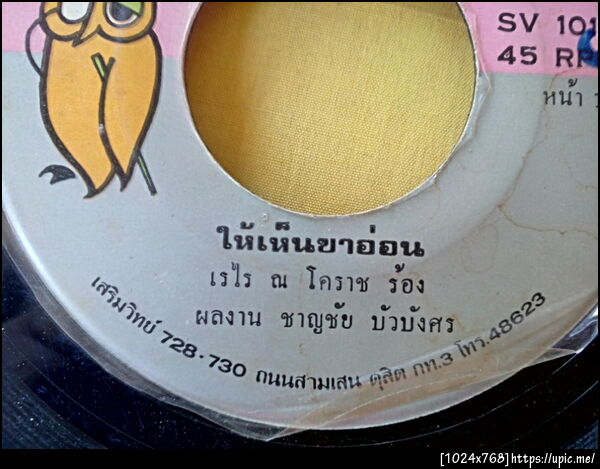 SV 101
45 RP
หน้า
ให้เห็นขาอ่อน
เรไร ณ โคราช ร้อง
ผลงาน ชาญชัย บัวบังศร
เสริมวิทย์ 728-730 ถนนสามเสน ดุสิต กท.3 โทร.48623
[1024x768]https://upic.me/